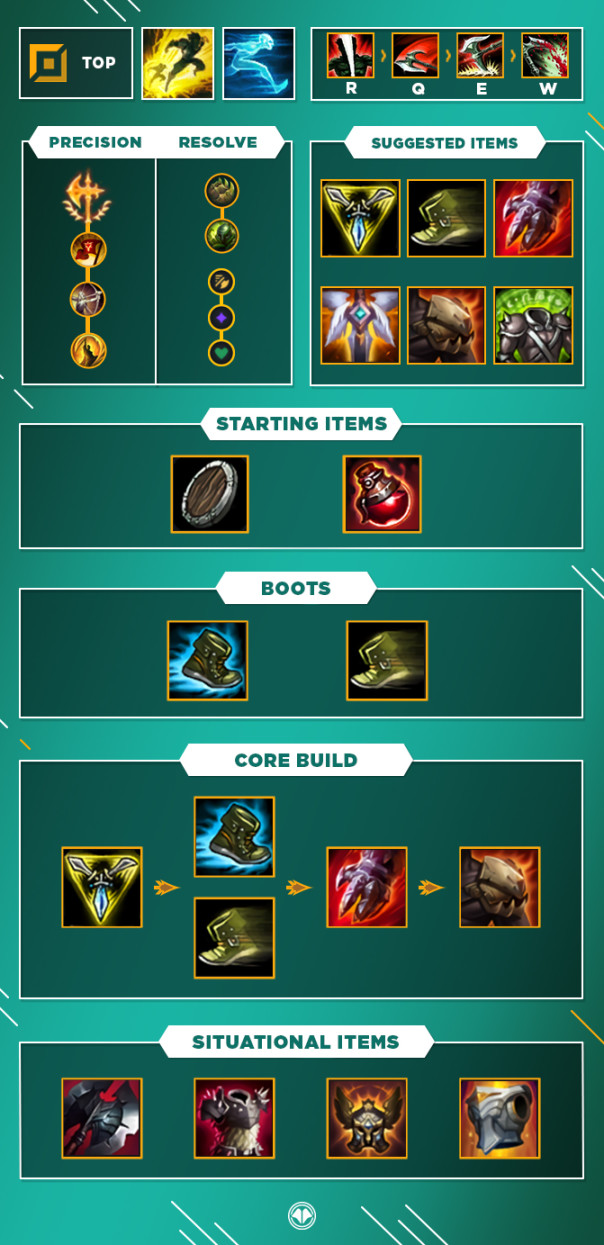 TOP
R Q E W
PRECISION RESOLVE
SUGGESTED ITEMS
STARTING ITEMS
BOOTS
CORE BUILD
SITUATIONAL ITEMS